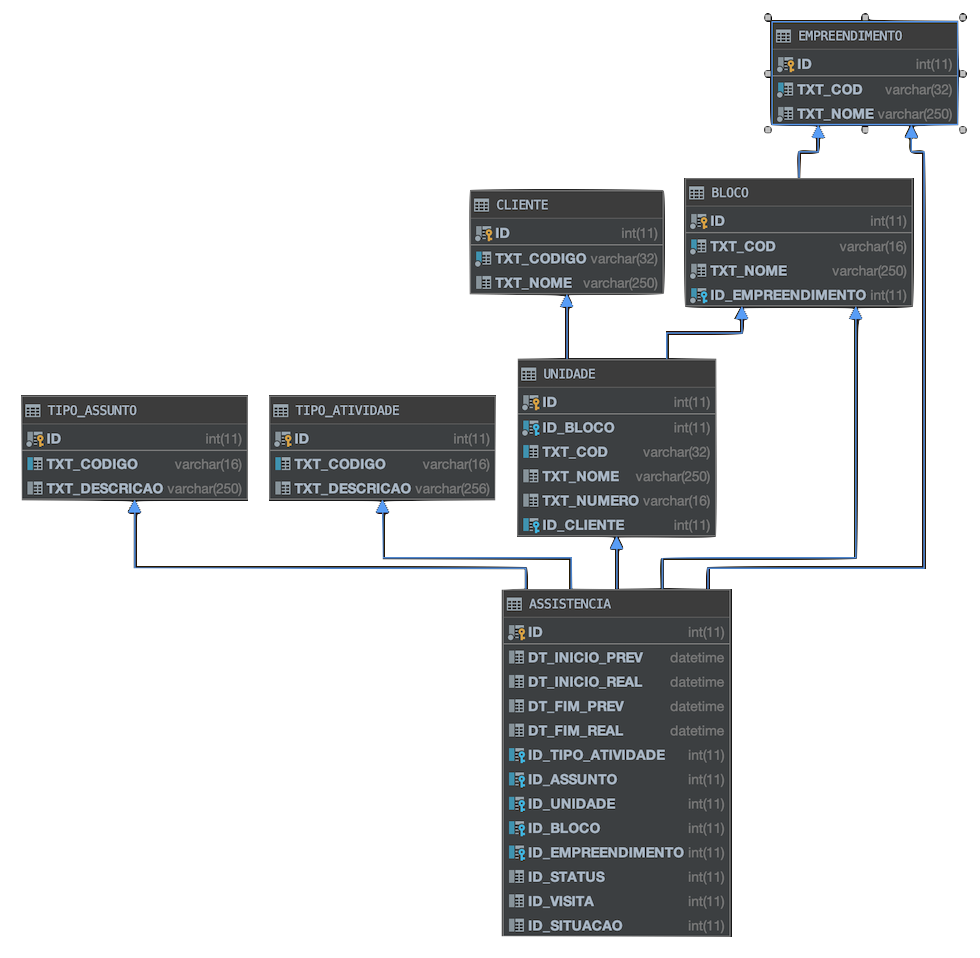 EMPREENDIMENTO
ID int(11)
TXT_COD varchar(32)
TXT_NOME varchar(250)
BLOCO
ID int(11)
TXT_COD varchar(16)
TXT_NOME varchar(250)
ID_EMPREENDIMENTO int(11)
CLIENTE
ID int(11)
TXT_CODIGO varchar(32)
TXT_NOME varchar(250)
UNIDADE
ID int(11)
ID_BLOCO int(11)
TXT_COD varchar(32)
TXT_NOME varchar(250)
TXT_NUMERO varchar(16)
ID_CLIENTE int(11)
TIPO_ASSUNTO
ID int(11)
TXT_CODIGO varchar(16)
TXT_DESCRICAO varchar(250)
TIPO_ATIVIDADE
ID int(11)
TXT_CODIGO varchar(16)
TXT_DESCRICAO varchar(256)
ASSISTENCIA
ID int(11)
DT_INICIO_PREV datetime
DT_INICIO_REAL datetime
DT_FIM_PREV datetime
DT_FIM_REAL datetime
ID_TIPO_ATIVIDADE int(11)
ID_ASSUNTO int(11)
ID_UNIDADE int(11)
ID_BLOCO int(11)
ID_EMPREENDIMENTO int(11)
ID_STATUS int(11)
ID_VISITA int(11)
ID_SITUACAO int(11)